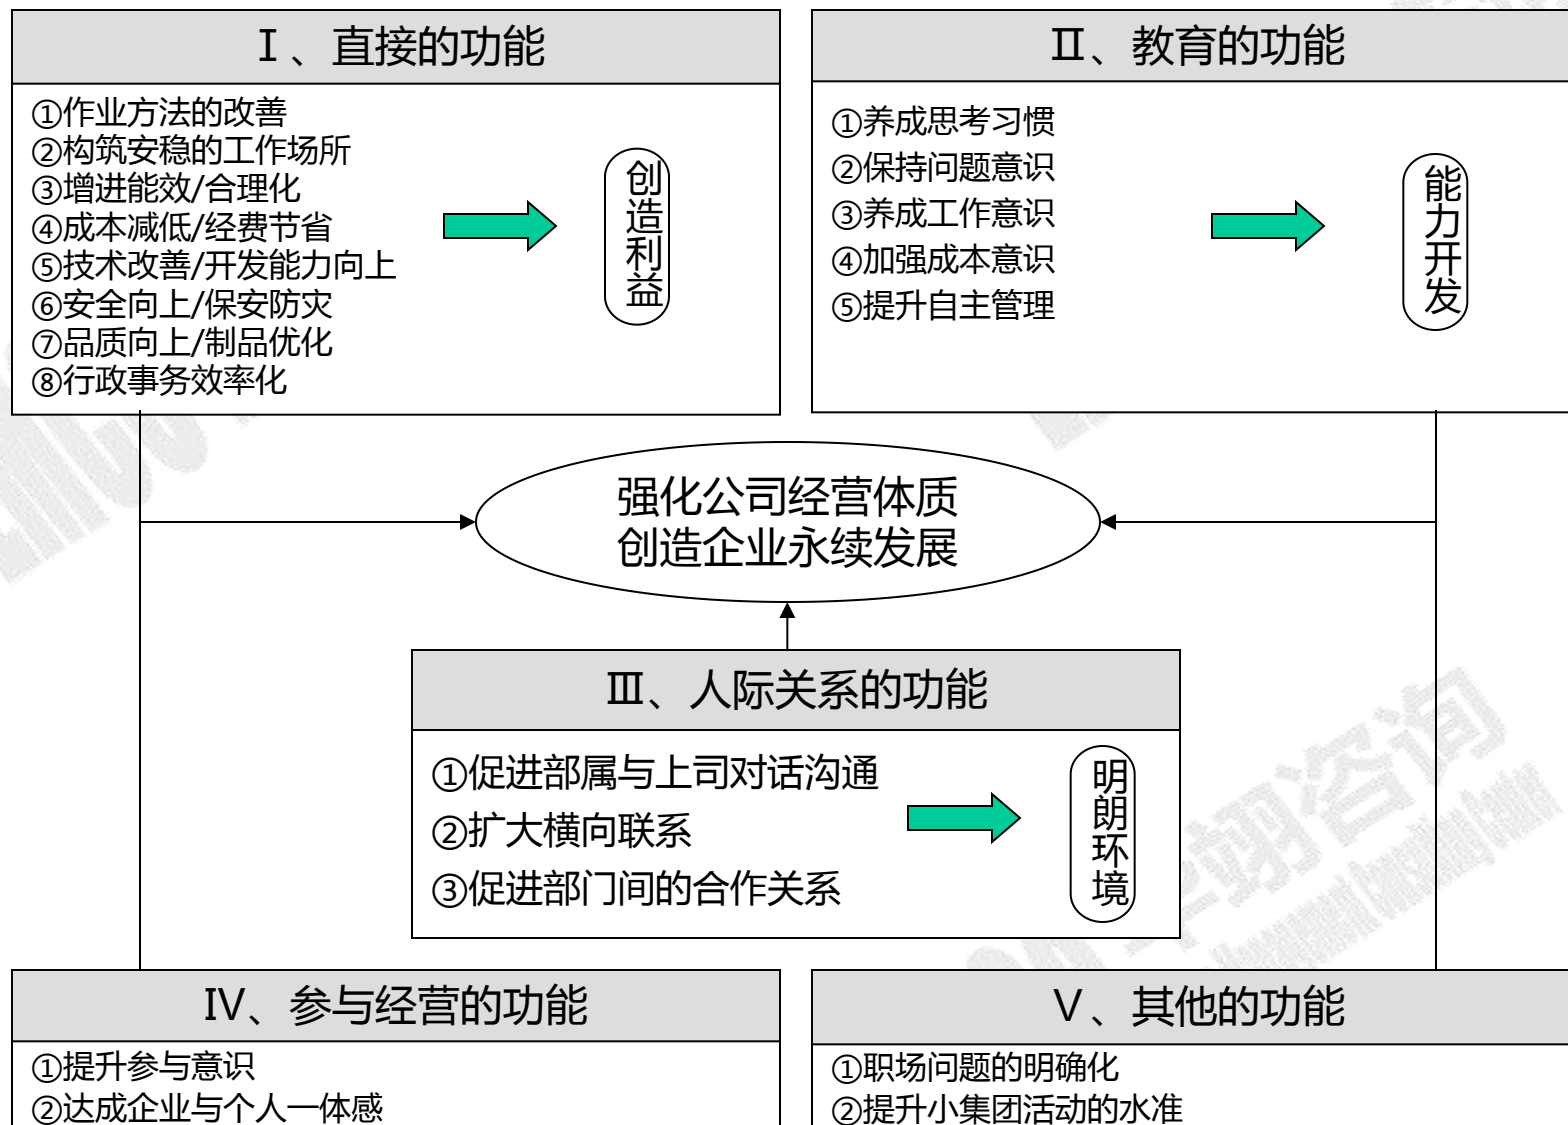 Ⅰ、直接的功能
①作业方法的改善
②构筑安稳的工作场所
③增进能效/合理化
④成本减低/经费节省
⑤技术改善/开发能力向上
⑥安全向上/保安防灾
⑦品质向上/制品优化
⑧行政事务效率化
创造利益
Ⅱ、教育的功能
①养成思考习惯
②保持问题意识
③养成工作意识
④加强成本意识
⑤提升自主管理
能力开发
强化公司经营体质
创造企业永续发展
Ⅲ、人际关系的功能
①促进部属与上司对话沟通
②扩大横向联系
③促进部门间的合作关系
明朗环境
Ⅳ、参与经营的功能
①提升参与意识
②达成企业与个人一体感
Ⅴ、其他的功能
①职场问题的明确化
②提升小集团活动的水准